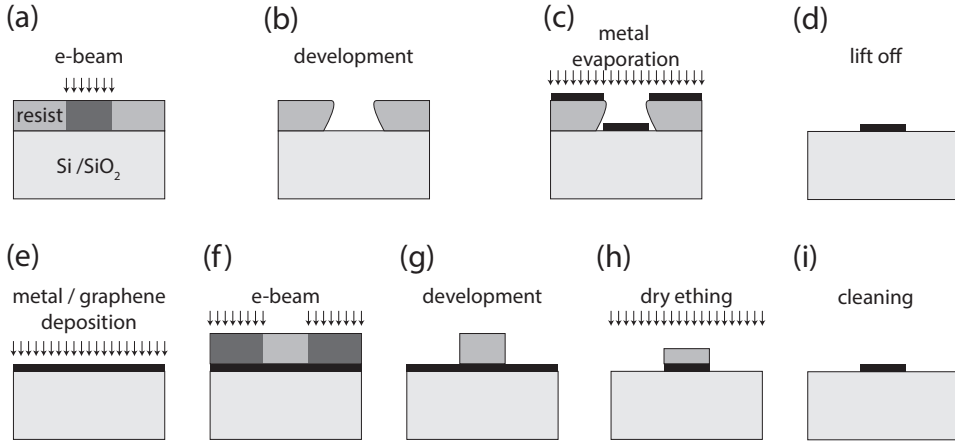 (a)
e-beam
resist
Si /SiO₂
(b)
development
(c)
metal
evaporation
(d)
lift off
(e)
metal / graphene
deposition
(f)
e-beam
(g)
development
(h)
dry ething
(i)
cleaning